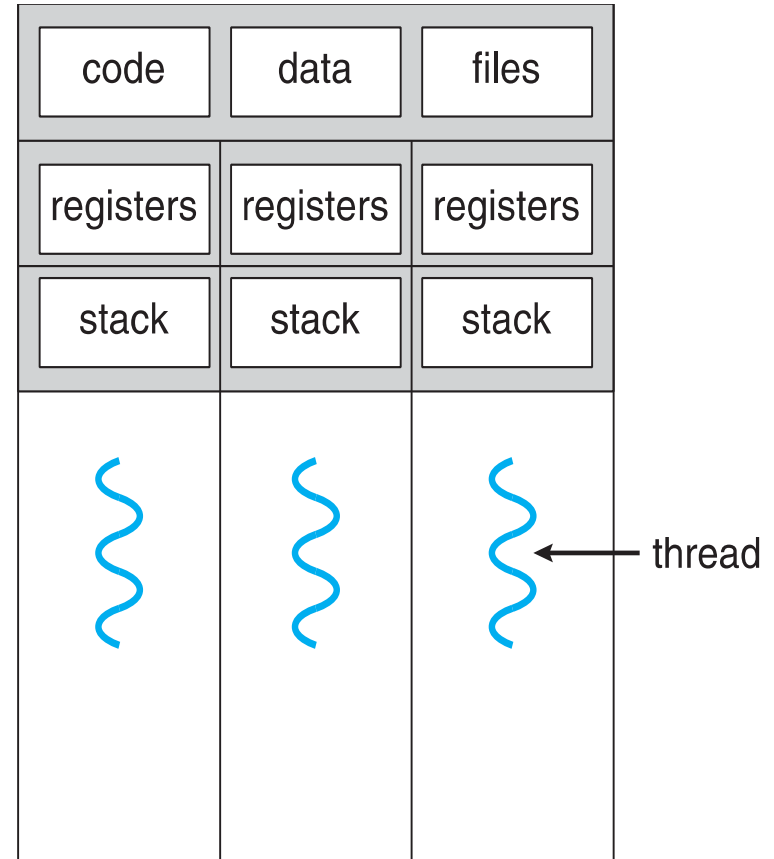 code data files
registers registers registers
stack stack stack
thread